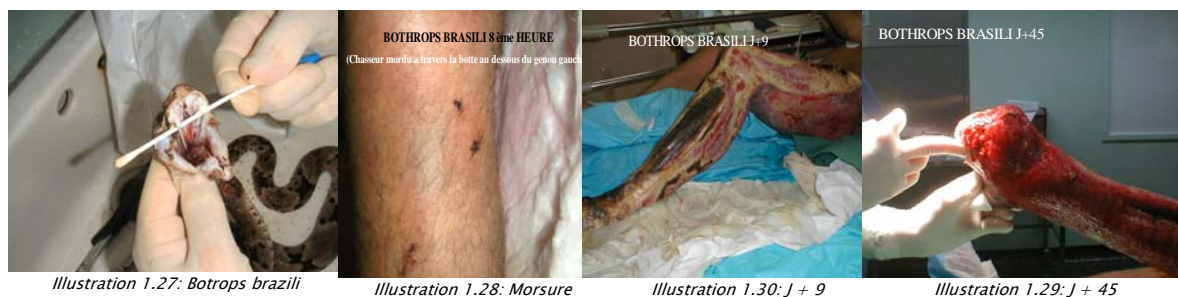 BOTHROPS BRASILI 8 ème HEURE
(Chasseur mordu a travers la botte au dessous du genou gauch
BOTHROPS BRASILI J+9
BOTHROPS BRASILI J+45
Illustration 1.27: Botrops brazili
Illustration 1.28: Morsure
Illustration 1.30: J + 9
Illustration 1.29: J + 45